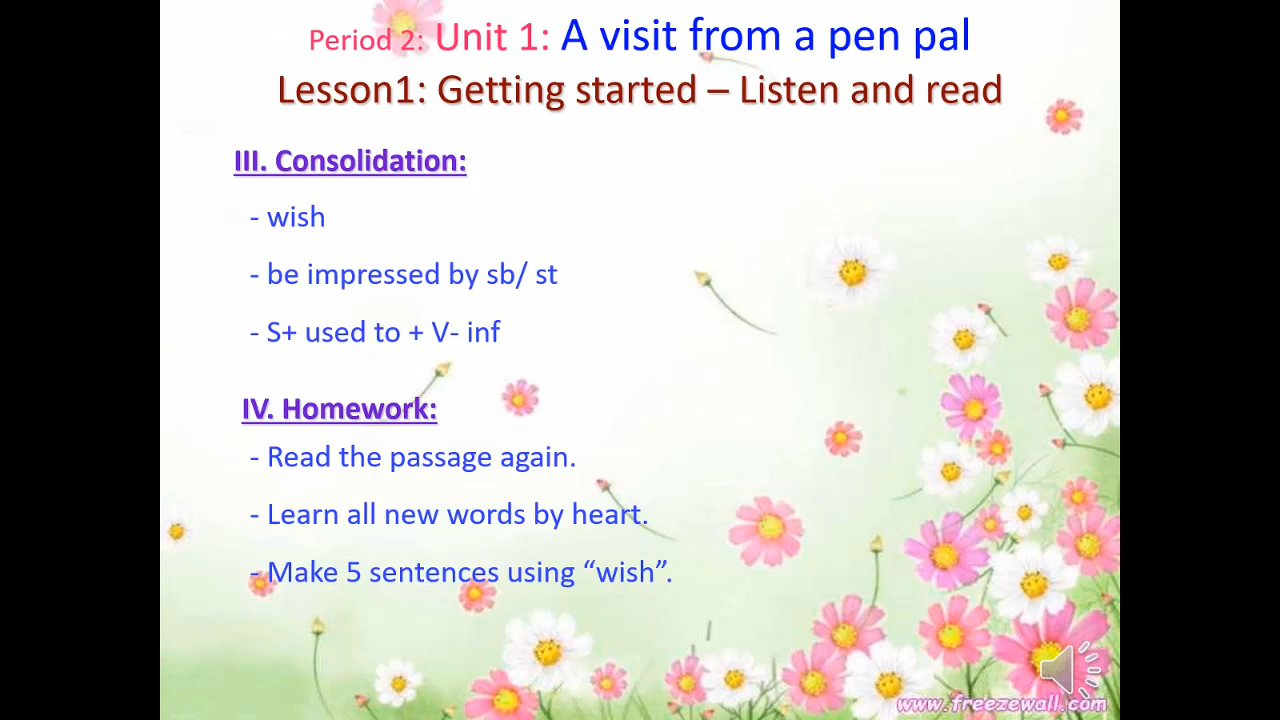 Period 2: Unit 1: A visit from a pen pal
Lesson1: Getting started – Listen and read
III. Consolidation:
- wish
- be impressed by sb/ st
- S+ used to + V- inf
IV. Homework:
- Read the passage again.
- Learn all new words by heart.
- Make 5 sentences using “wish”.
www.freezewall.com